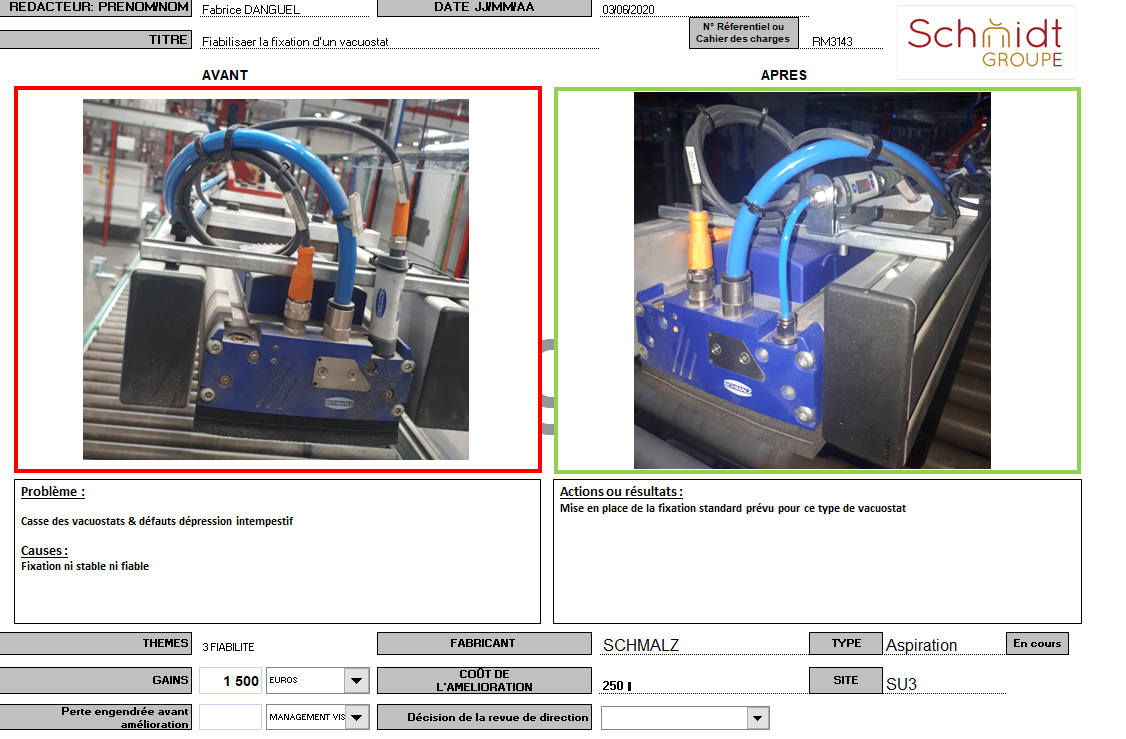 REDACTEUR: PRENOM/NOM
Fabrice DANGUEL
DATE JJ/MM/AA
03/06/2020
TITRE
Fiabilisaer la fixation d'un vacuostat
N° Réferentiel ou
Cahier des charges
RM3143
Schmidt
GROUPE
AVANT
APRES
SCHMALZ
SCHMALZ
Problème :
Casse des vacuostats & défauts dépression intempestif
Causes :
Fixation ni stable ni fiable
Actions ou résultats :
Mise en place de la fixation standard prévu pour ce type de vacuostat
THEMES
3 FIABILITE
FABRICANT
SCHMALZ
TYPE
Aspiration
En cours
GAINS
1 500
EUROS
COÛT DE
L'AMELIORATION
250
SITE
SU3
Perte engendrée avant
amélioration
MANAGEMENT VIS
Décision de la revue de direction